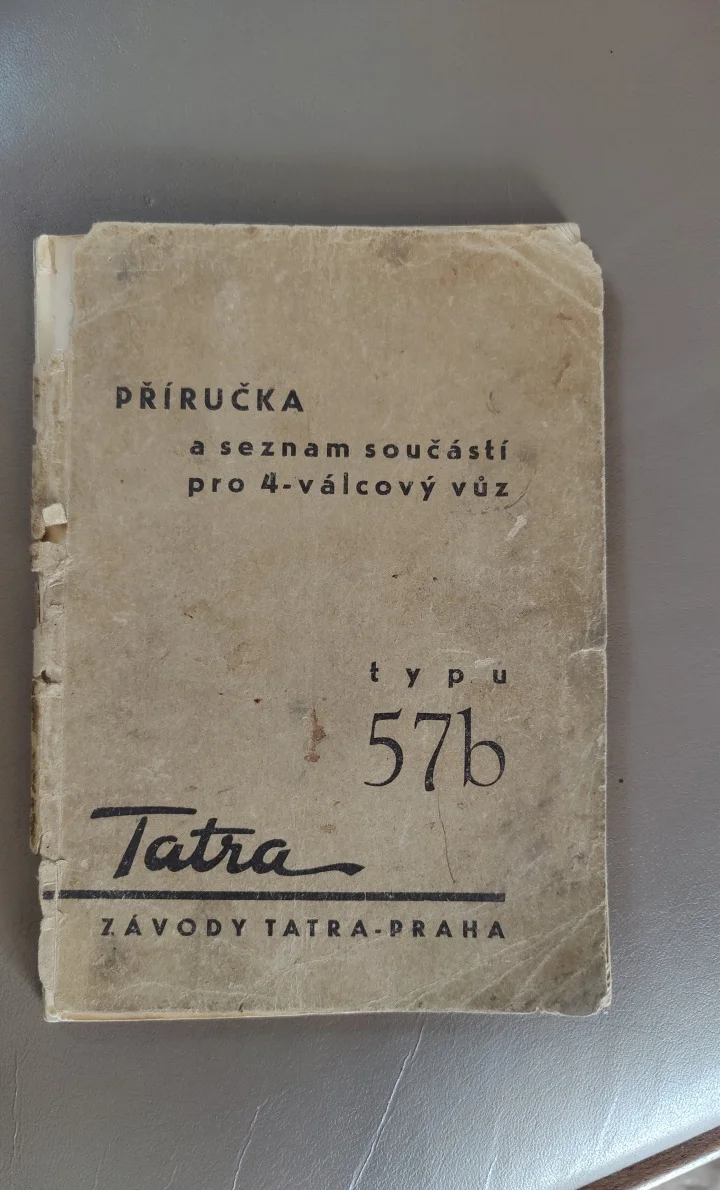 PŘÍRUČKA
a seznam součástí
pro 4-válcový vůz
typu
57b
Tatra
ZÁVODY TATRA-PRAHA